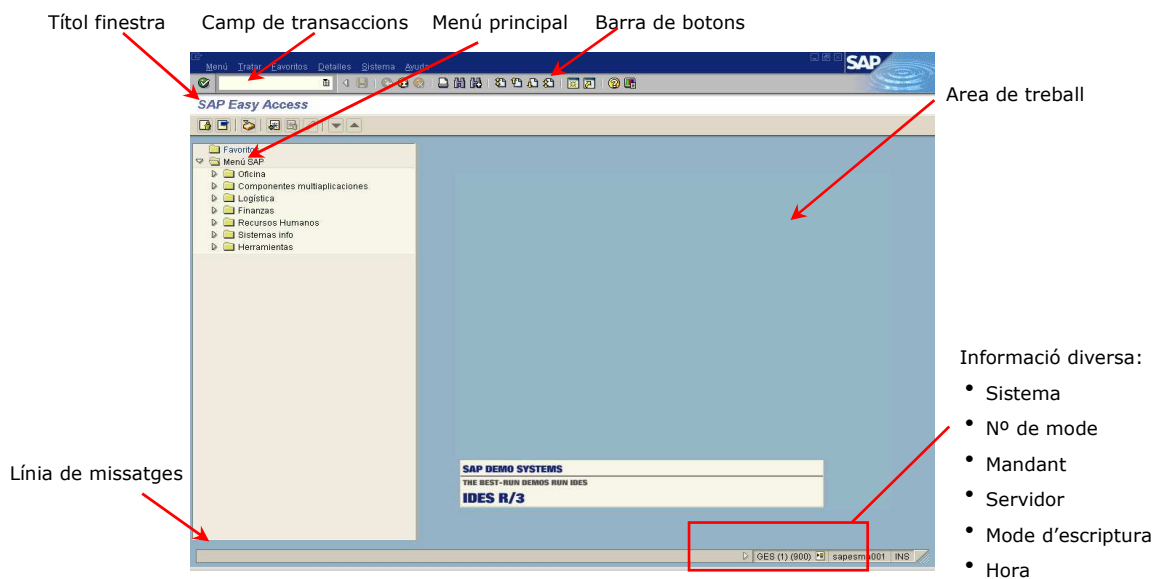 Títol finestra
Camp de transaccions
Menú principal
Barra de botons
Menú Tratar Favoritos Detalles Sistema
SAP
SAP Easy Access
Area de treball
Favoritos
Menú SAP
Oficina
Componentes multiaplicaciones
Logística
Finanzas
Recursos Humanos
Sistemas info
Herramientas
Informació diversa:
• Sistema
• Nº de mode
• Mandant
• Servidor
• Mode d'escriptura
• Hora
Línia de missatges
SAP DEMO SYSTEMS
THE BEST-RUN DEMOS RUN IDES
IDES R/3
GES (1) (900)
INS